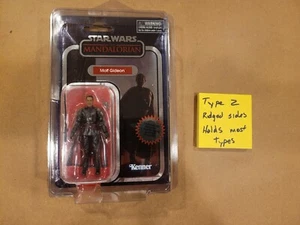 STAR WARS
THE
MANDALORIAN
Moff Gideon
Kenner
Type 2
Ridged sides
Holds most
types